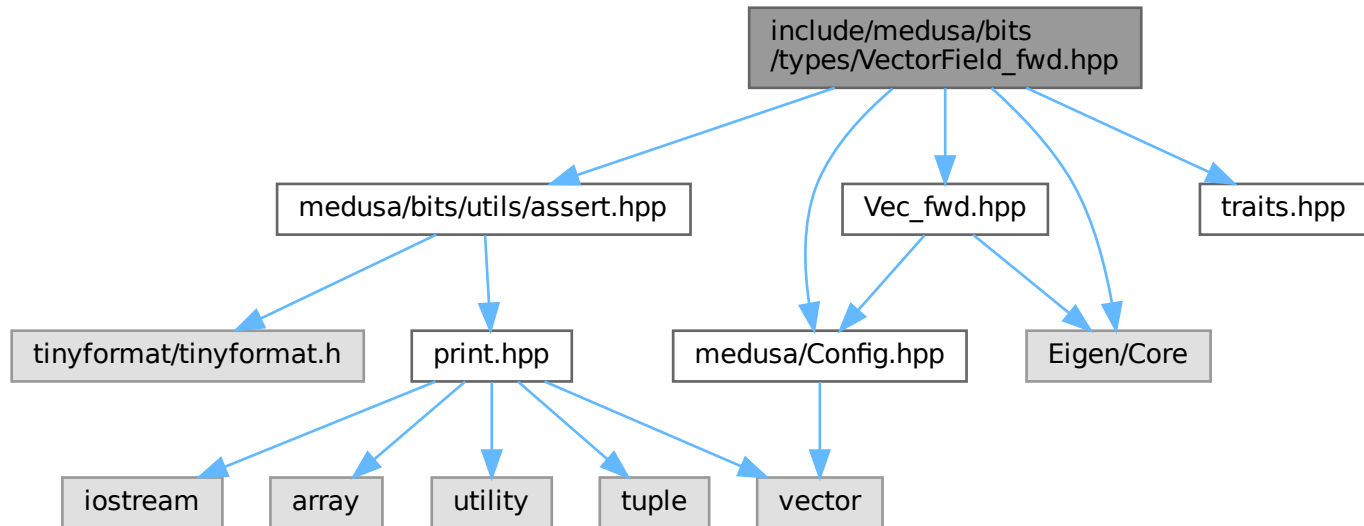 include/medusa/bits
/types/VectorField_fwd.hpp
medusa/bits/utils/assert.hpp
Vec_fwd.hpp
traits.hpp
tinyformat/tinyformat.h
print.hpp
medusa/Config.hpp
Eigen/Core
iostream
array
utility
tuple
vector